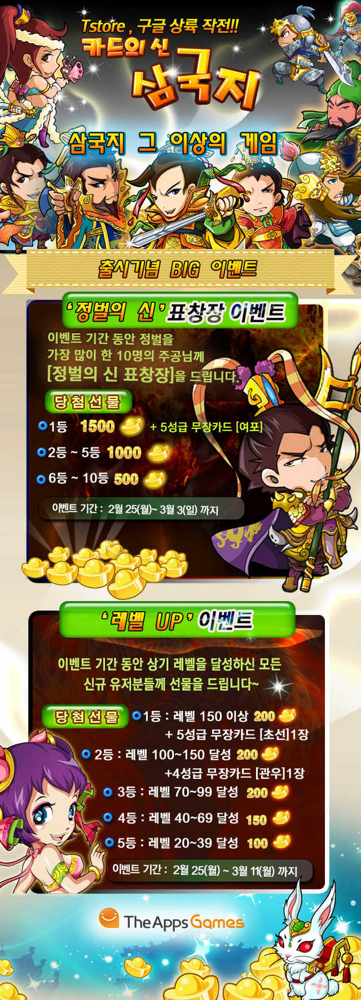 Tstore , 구글 상륙 작전!!
카드의 신
삼국지
삼국지 그 이상의 게임
출시기념 BIG 이벤트
‘정벌의 신’ 표창장 이벤트
이벤트 기간 동안 정벌을
가장 많이 한 10명의 주공님께
[정벌의 신 표창장]을 드립니다.
당첨선물
1등 1500 + 5성급 무장카드 [여포]
2등 ~ 5등 1000
6등 ~ 10등 500
이벤트 기간 : 2월 25(월)~ 3월 3(일) 까지
‘레벨 UP’ 이벤트
이벤트 기간 동안 상기 레벨을 달성하신 모든
신규 유저분들께 선물을 드립니다~
당첨선물 1등 : 레벨 150 이상 200
+ 5성급 무장카드 [초선]1장
2등 : 레벨 100~150 달성 200
+4성급 무장카드 [관우]1장
3등 : 레벨 70~99 달성 200
4등 : 레벨 40~69 달성 150
5등 : 레벨 20~39 달성 100
이벤트 기간 : 2월 25(월) ~ 3월 11(월) 까지
TheApps Games